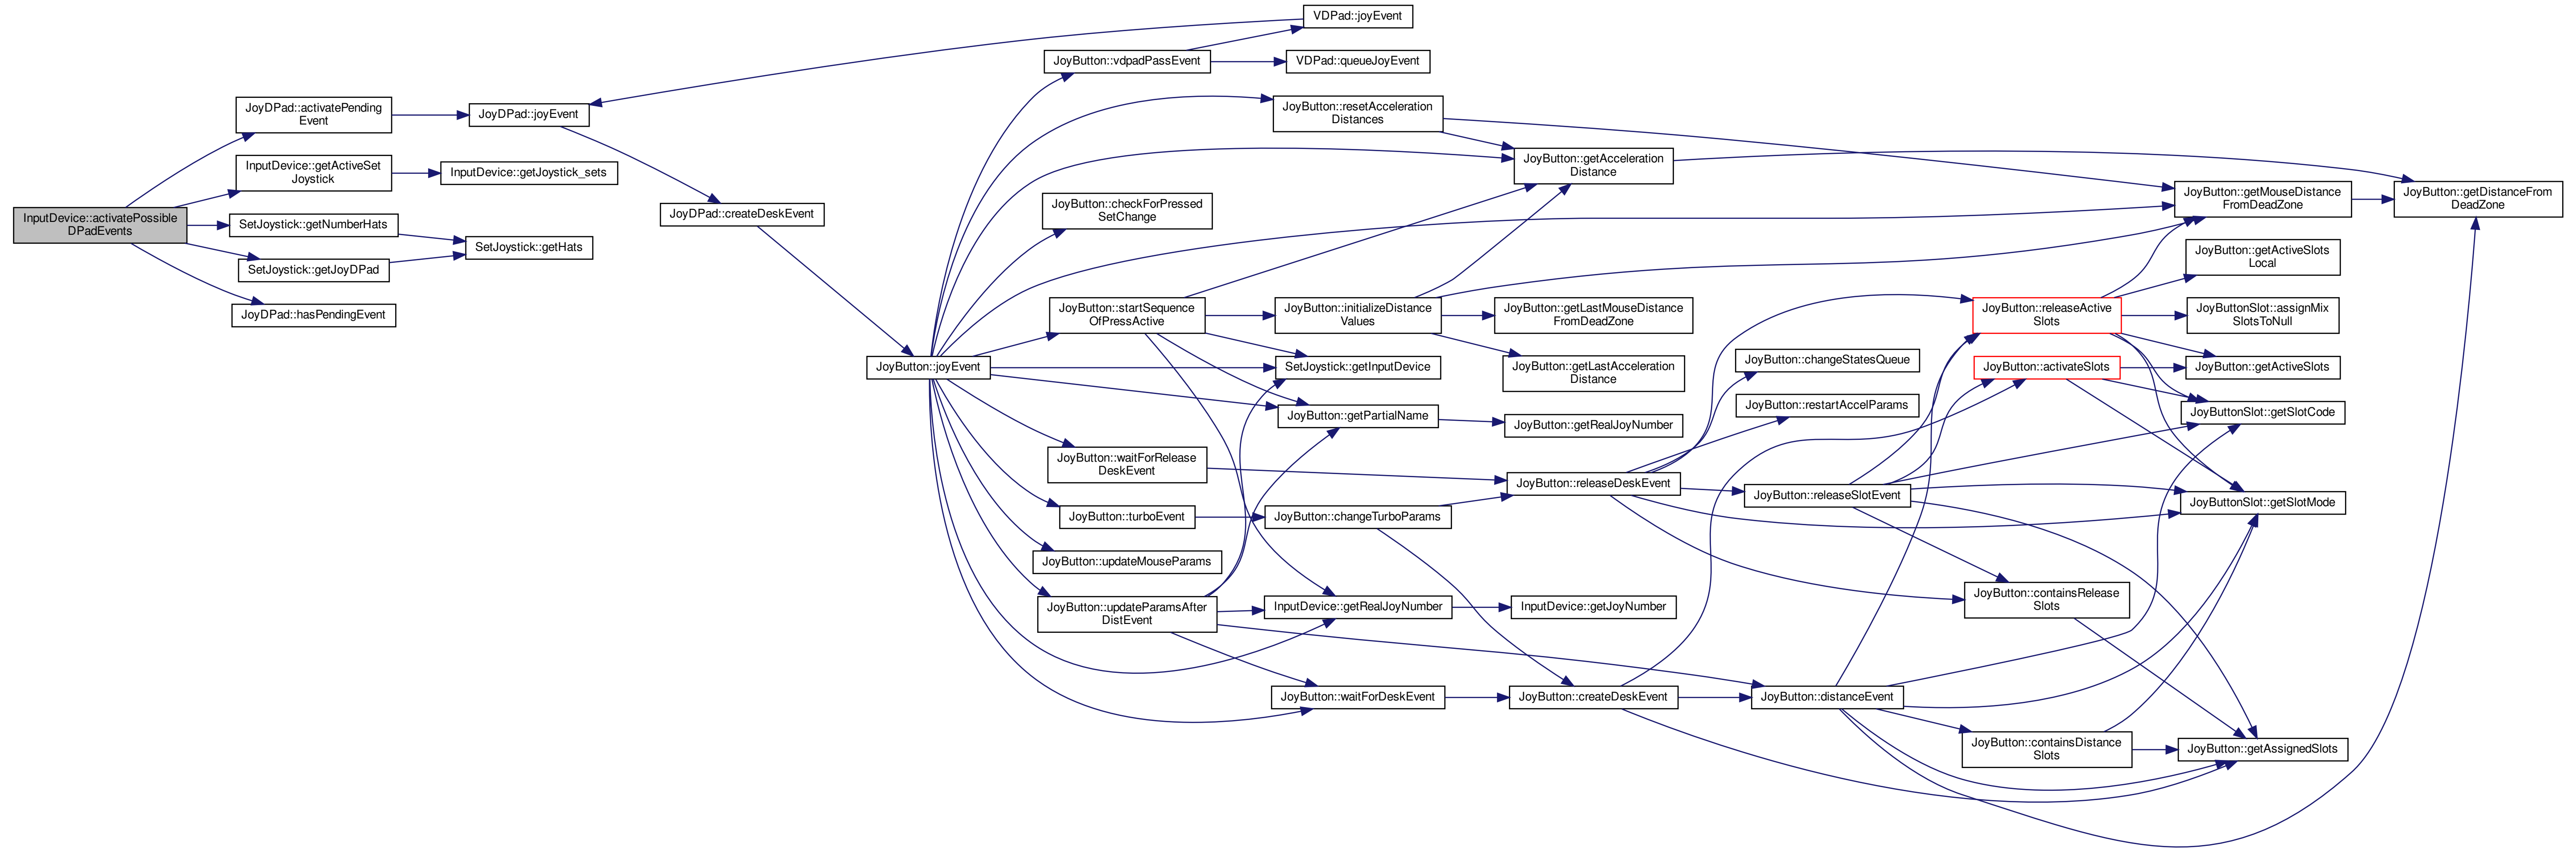 InputDevice::activatePossible
DPadEvents
JoyDPad::activatePending
Event
InputDevice::getActiveSet
Joystick
SetJoystick::getNumberHats
SetJoystick::getJoyDPad
JoyDPad::hasPendingEvent
JoyDPad::joyEvent
InputDevice::getJoystick_sets
SetJoystick::getHats
JoyDPad::createDeskEvent
JoyButton::joyEvent
VDPad::joyEvent
JoyButton::vdpadPassEvent
VDPad::queueJoyEvent
JoyButton::resetAcceleration
Distances
JoyButton::getAcceleration
Distance
JoyButton::checkForPressed
SetChange
JoyButton::startSequence
OfPressActive
JoyButton::initializeDistance
Values
JoyButton::getLastMouseDistance
FromDeadZone
SetJoystick::getInputDevice
JoyButton::getLastAcceleration
Distance
JoyButton::getPartialName
JoyButton::getRealJoyNumber
JoyButton::waitForRelease
DeskEvent
JoyButton::turboEvent
JoyButton::changeTurboParams
JoyButton::updateMouseParams
JoyButton::updateParamsAfter
DistEvent
InputDevice::getRealJoyNumber
InputDevice::getJoyNumber
JoyButton::waitForDeskEvent
JoyButton::createDeskEvent
JoyButton::releaseDeskEvent
JoyButton::changeStatesQueue
JoyButton::restartAccelParams
JoyButton::releaseSlotEvent
JoyButton::distanceEvent
JoyButton::releaseActive
Slots
JoyButton::activateSlots
JoyButton::containsRelease
Slots
JoyButton::containsDistance
Slots
JoyButton::getMouseDistance
FromDeadZone
JoyButton::getDistanceFrom
DeadZone
JoyButton::getActiveSlots
Local
JoyButtonSlot::assignMix
SlotsToNull
JoyButton::getActiveSlots
JoyButtonSlot::getSlotCode
JoyButtonSlot::getSlotMode
JoyButton::getAssignedSlots